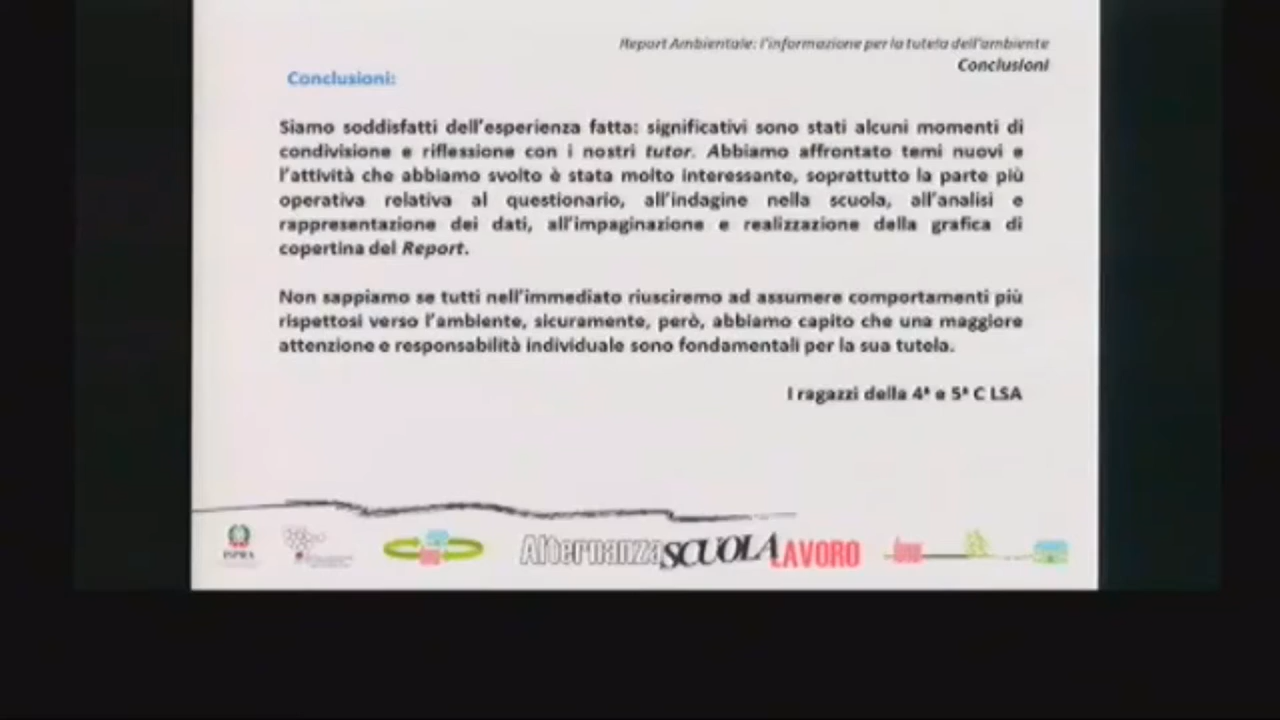 Report Ambientale: l'informazione per la tutela dell'ambiente
Conclusioni
Conclusioni:
Siamo soddisfatti dell'esperienza fatta: significativi sono stati alcuni momenti di
condivisione e riflessione con i nostri tutor. Abbiamo affrontato temi nuovi e
l'attività che abbiamo svolto è stata molto interessante, soprattutto la parte più
operativa relativa al questionario, all'indagine nella scuola, all'analisi e
rappresentazione dei dati, all'impaginazione e realizzazione della grafica di
copertina del Report.
Non sappiamo se tutti nell'immediato riusciremo ad assumere comportamenti più
rispettosi verso l'ambiente, sicuramente, però, abbiamo capito che una maggiore
attenzione e responsabilità individuale sono fondamentali per la sua tutela.
I ragazzi della 4ª e 5ª C LSA
ISPRA
Alternanza SCUOLA LAVORO